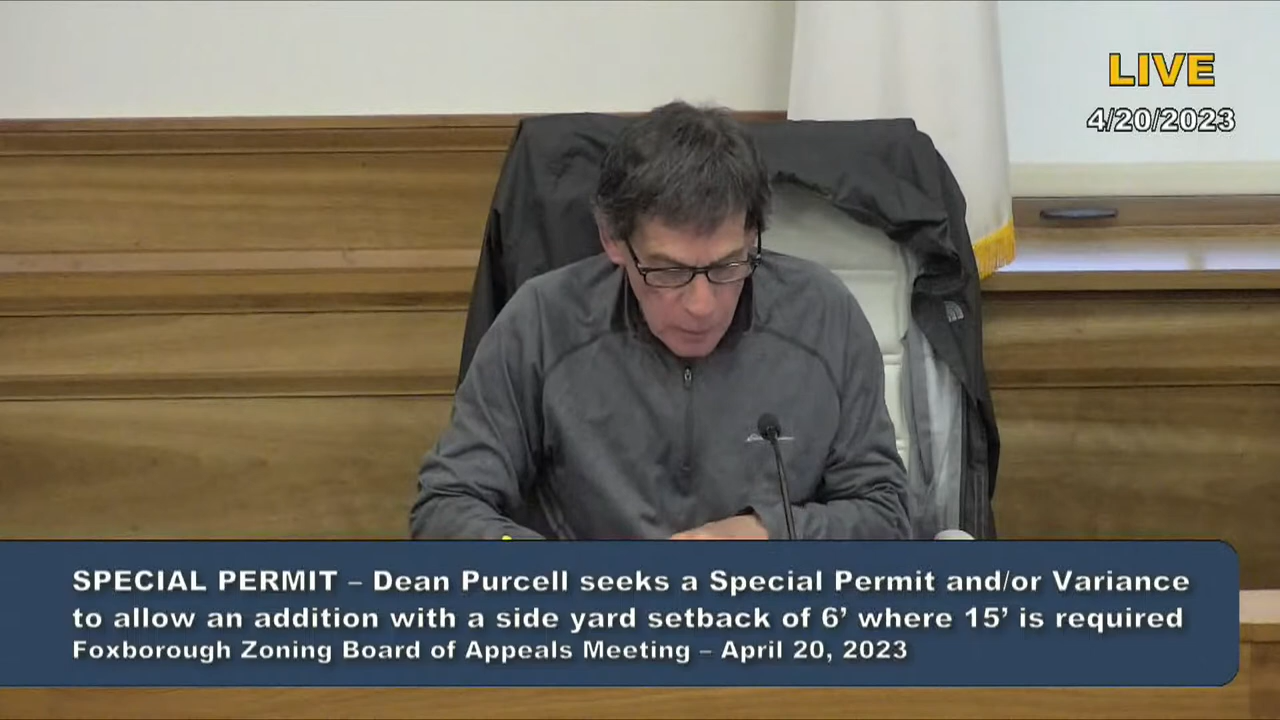 LIVE
4/20/2023
SPECIAL PERMIT – Dean Purcell seeks a Special Permit and/or Variance
to allow an addition with a side yard setback of 6’ where 15’ is required
Foxborough Zoning Board of Appeals Meeting – April 20, 2023